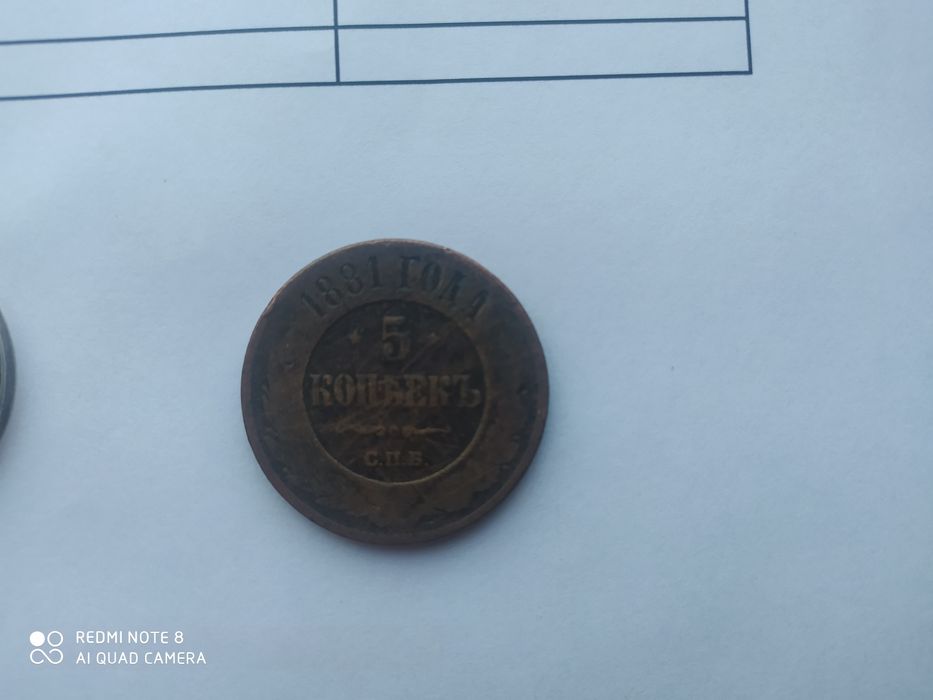 1881 ГОДА
5
КОПѢЕКЪ
С.П.Б.
REDMI NOTE 8
AI QUAD CAMERA